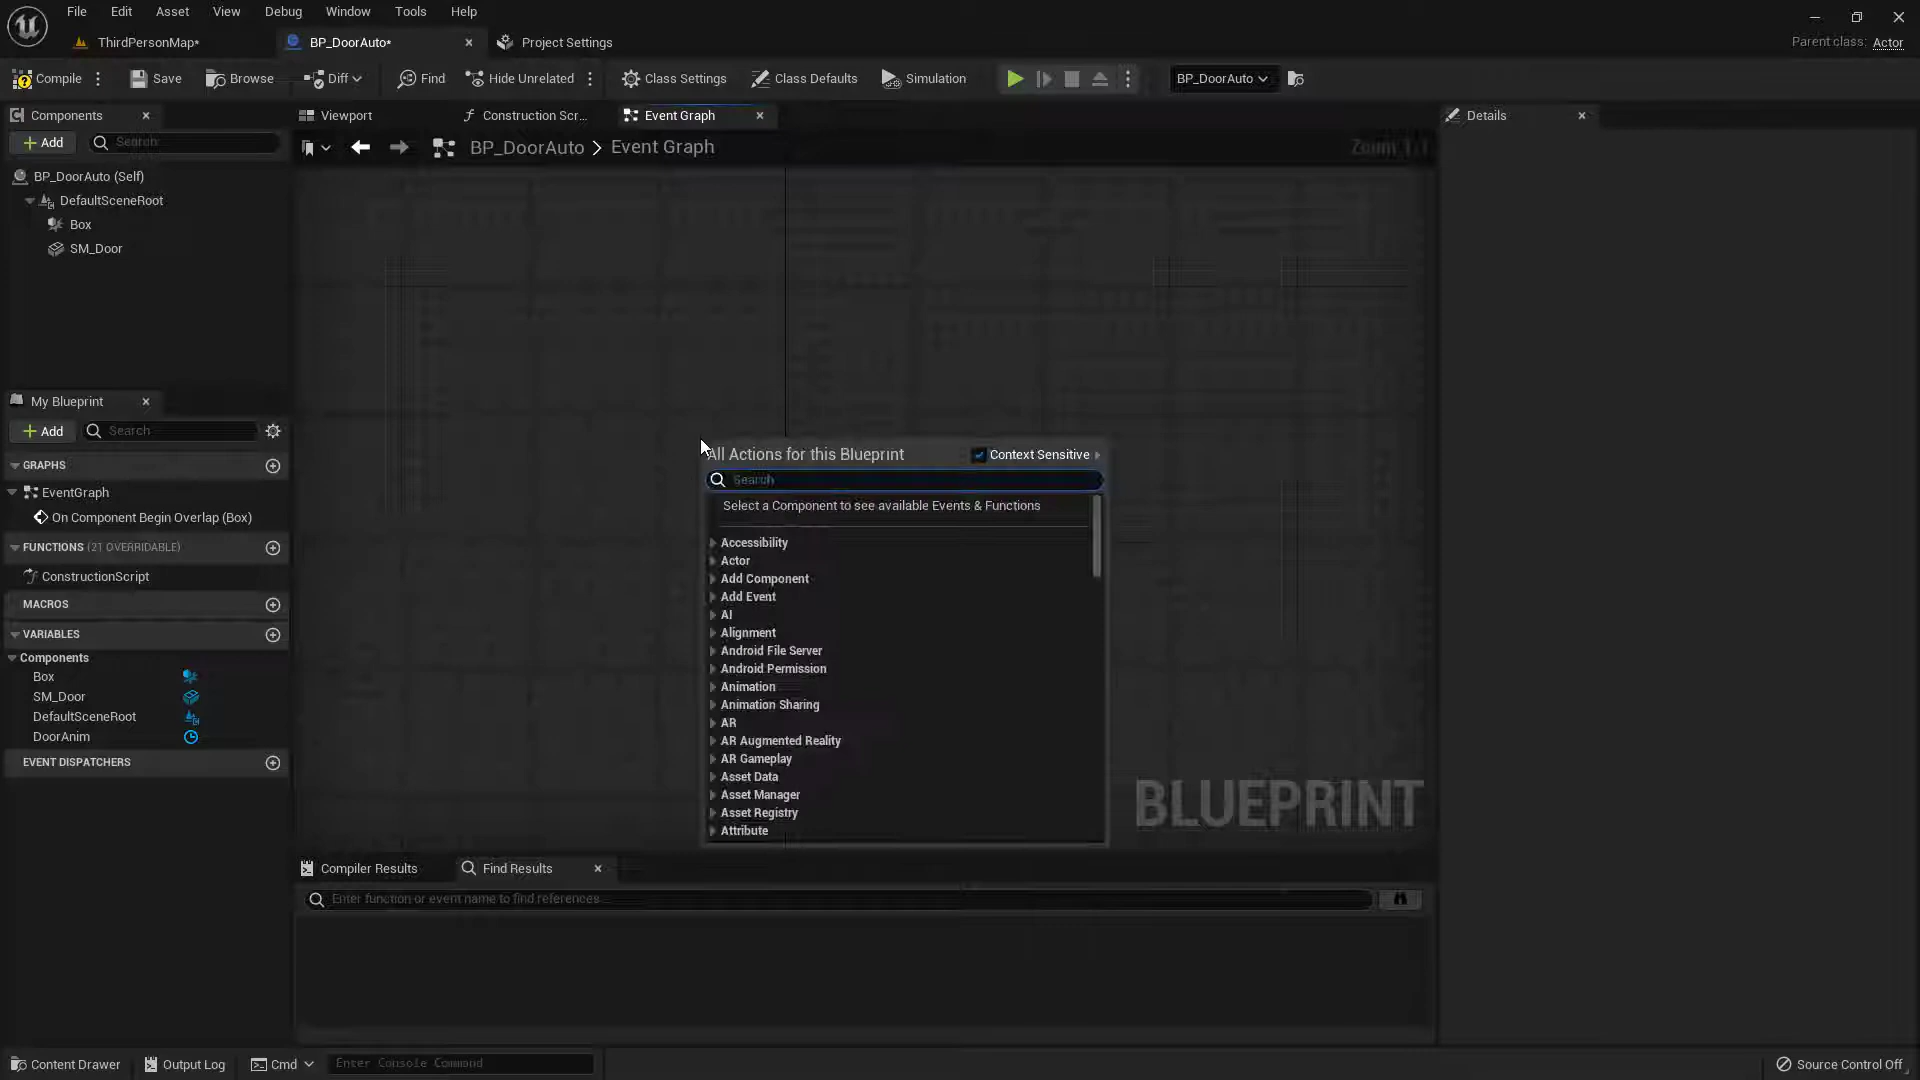 File Edit Asset View Debug Window Tools Help
ThirdPersonMap* BP_DoorAuto* Project Settings
Parent class: Actor
Compile Save Browse Diff Find Hide Unrelated Class Settings Class Defaults Simulation BP_DoorAuto
Components Viewport Construction Scr... Event Graph Details
Add Search BP_DoorAuto > Event Graph Zoom 1:1
BP_DoorAuto (Self)
DefaultSceneRoot
Box
SM_Door
My Blueprint
Add Search
GRAPHS
EventGraph
On Component Begin Overlap (Box)
FUNCTIONS (21 OVERRIDABLE)
ConstructionScript
MACROS
VARIABLES
Components
Box
SM_Door
DefaultSceneRoot
DoorAnim
EVENT DISPATCHERS
All Actions for this Blueprint Context Sensitive
Search
Select a Component to see available Events & Functions
Accessibility
Actor
Add Component
Add Event
AI
Alignment
Android File Server
Android Permission
Animation
Animation Sharing
AR
AR Augmented Reality
AR Gameplay
Asset Data
Asset Manager
Asset Registry
Attribute
BLUEPRINT
Compiler Results Find Results
Enter function or event name to find references...
Content Drawer Output Log Cmd Enter Console Command Source Control Off